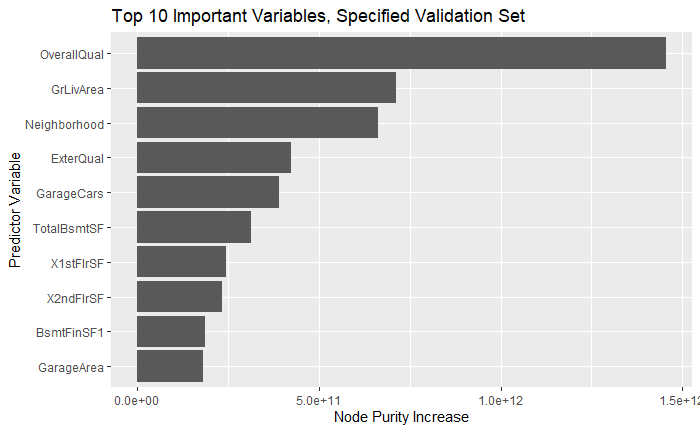 Top 10 Important Variables, Specified Validation Set
Predictor Variable
OverallQual
GrLivArea
Neighborhood
ExterQual
GarageCars
TotalBsmtSF
X1stFlrSF
X2ndFlrSF
BsmtFinSF1
GarageArea
0.0e+00 5.0e+11 1.0e+12 1.5e+12
Node Purity Increase